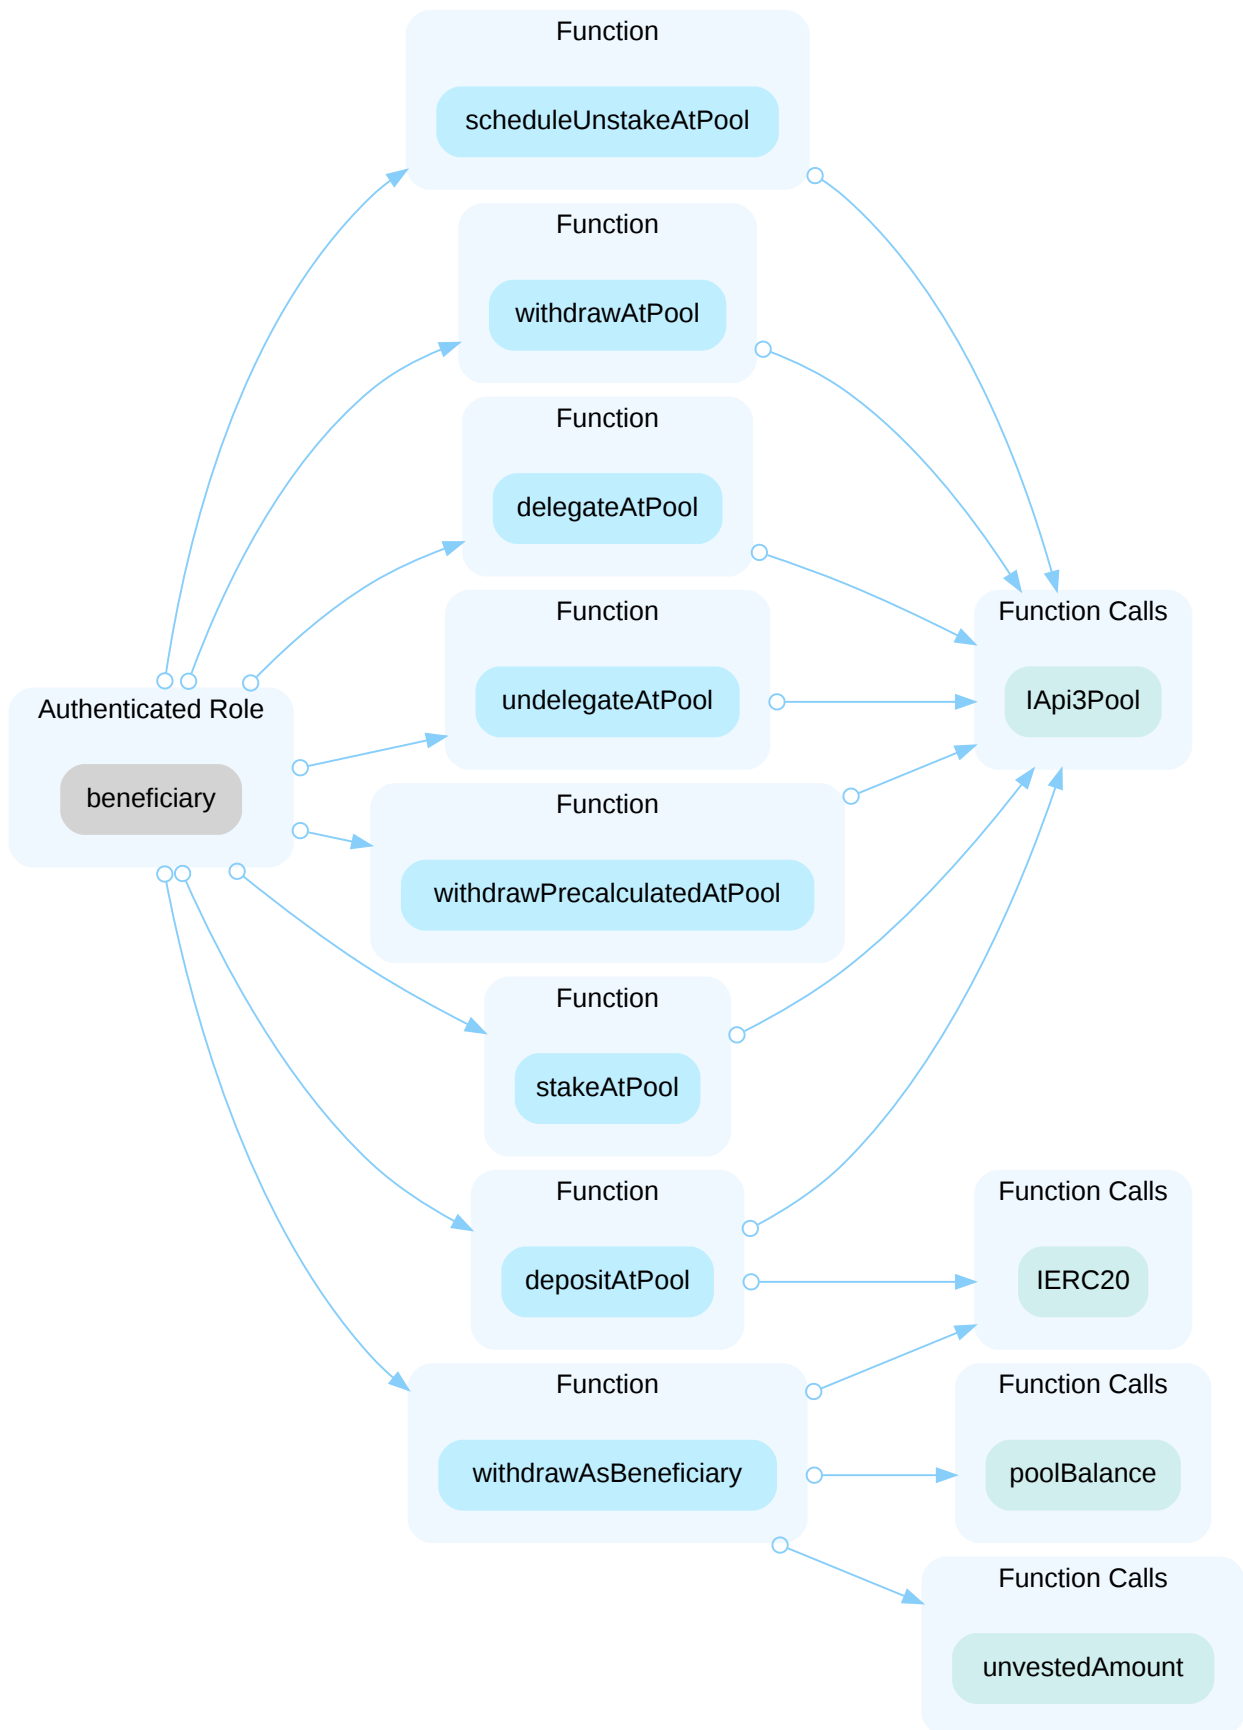 Function
scheduleUnstakeAtPool
Function
withdrawAtPool
Function
delegateAtPool
Function
undelegateAtPool
Function Calls
IApi3Pool
Authenticated Role
beneficiary
Function
withdrawPrecalculatedAtPool
Function
stakeAtPool
Function
depositAtPool
Function Calls
IERC20
Function
withdrawAsBeneficiary
Function Calls
poolBalance
Function Calls
unvestedAmount